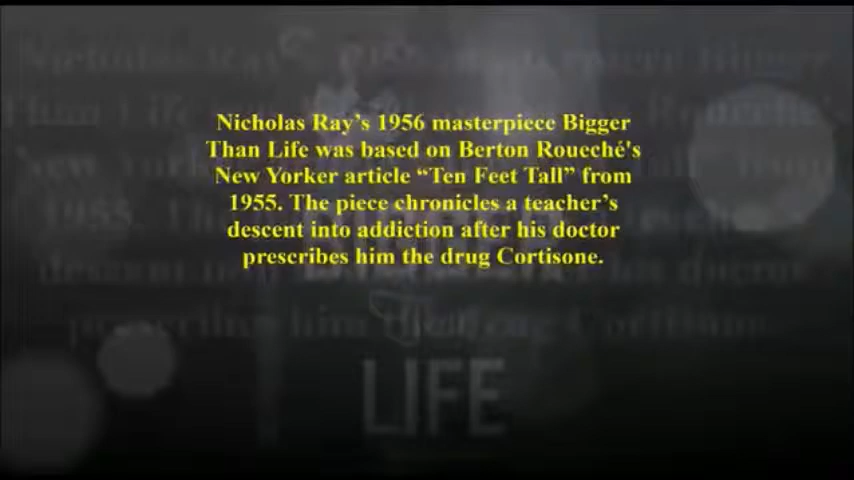 Nicholas Ray’s 1956 masterpiece Bigger
Than Life was based on Berton Roueché's
New Yorker article “Ten Feet Tall” from
1955. The piece chronicles a teacher’s
descent into addiction after his doctor
prescribes him the drug Cortisone.
LIFE